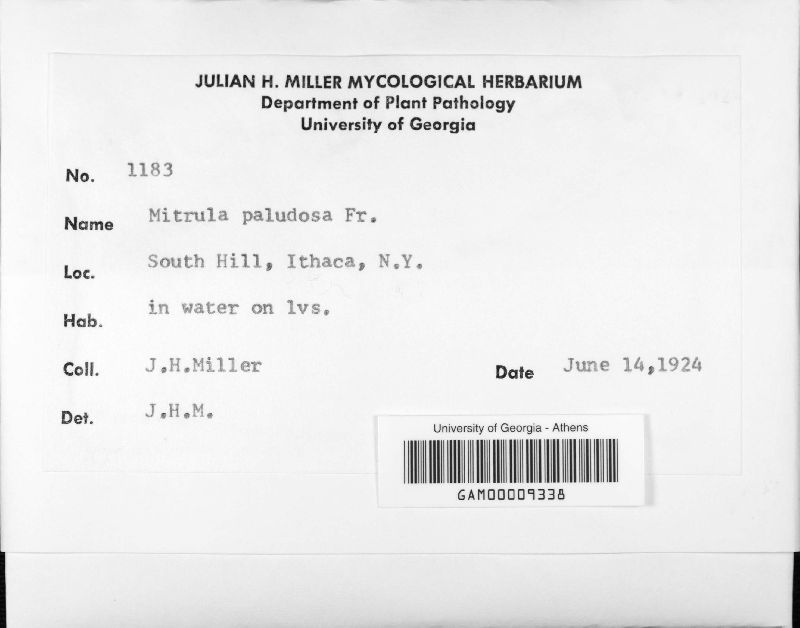 JULIAN H. MILLER MYCOLOGICAL HERBARIUM
Department of Plant Pathology
University of Georgia
No. 1183
Name Mitrula paludosa Fr.
Loc. South Hill, Ithaca, N.Y.
Hab. in water on lvs.
Coll. J.H.Miller Date June 14,1924
Det. J.H.M.
University of Georgia - Athens
GAM00009338